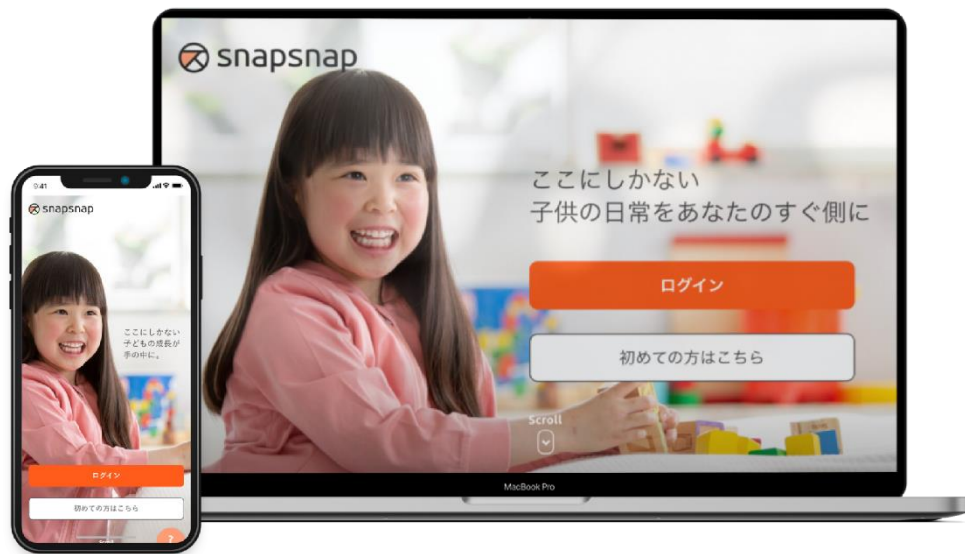 snapsnap
ここにしかない
子供の日常をあなたのすぐ側に
ログイン
初めての方はこちら
Scroll
MacBook Pro
9:41
snapsnap
ここにしかない
子どもの成長が
手の中に。
ログイン
初めての方はこちら
Scroll
?